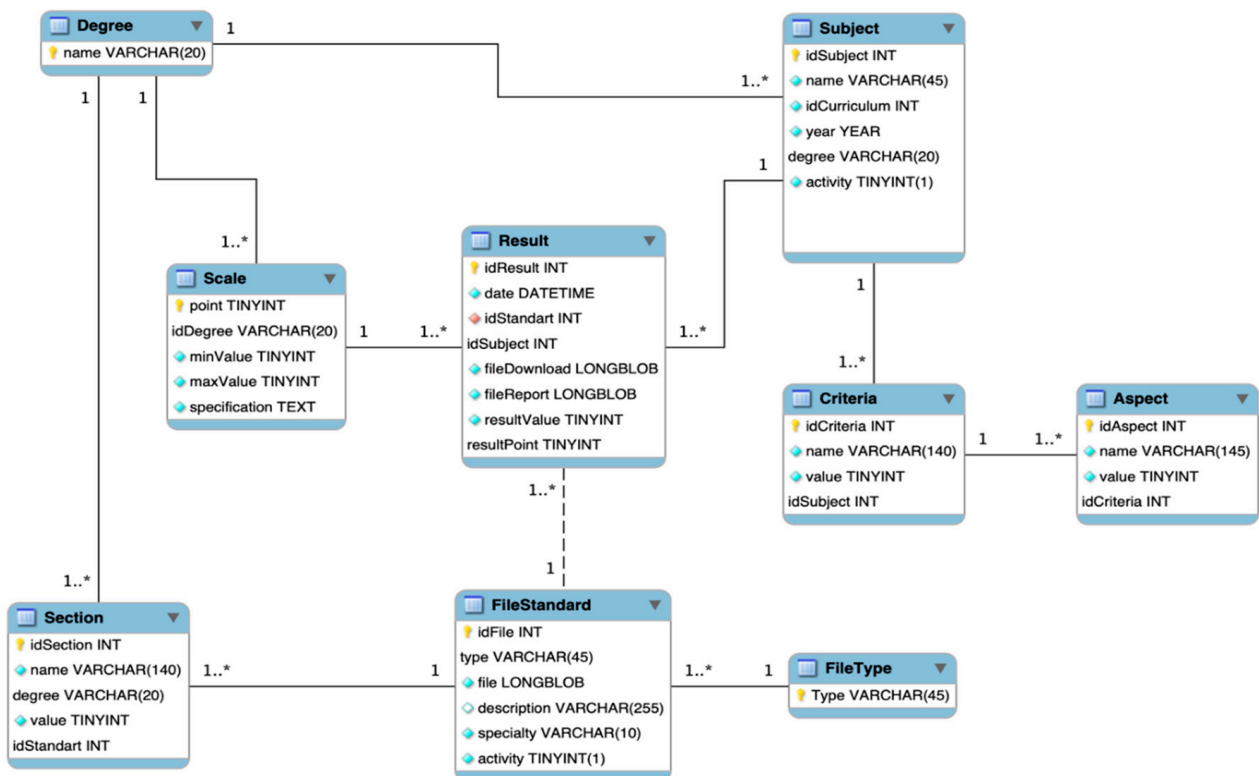 Degree
name VARCHAR(20)
1
1
1
1..*
Subject
idSubject INT
name VARCHAR(45)
idCurriculum INT
year YEAR
degree VARCHAR(20)
activity TINYINT(1)
1
1
1..*
Scale
point TINYINT
idDegree VARCHAR(20)
minValue TINYINT
maxValue TINYINT
specification TEXT
1
1..*
Result
idResult INT
date DATETIME
idStandart INT
idSubject INT
fileDownload LONGBLOB
fileReport LONGBLOB
resultValue TINYINT
resultPoint TINYINT
1..*
1..*
1
1..*
Criteria
idCriteria INT
name VARCHAR(140)
value TINYINT
idSubject INT
1
1..*
Aspect
idAspect INT
name VARCHAR(145)
value TINYINT
idCriteria INT
1..*
Section
idSection INT
name VARCHAR(140)
degree VARCHAR(20)
value TINYINT
idStandart INT
1..*
1
FileStandard
idFile INT
type VARCHAR(45)
file LONGBLOB
description VARCHAR(255)
specialty VARCHAR(10)
activity TINYINT(1)
1..*
1
FileType
Type VARCHAR(45)